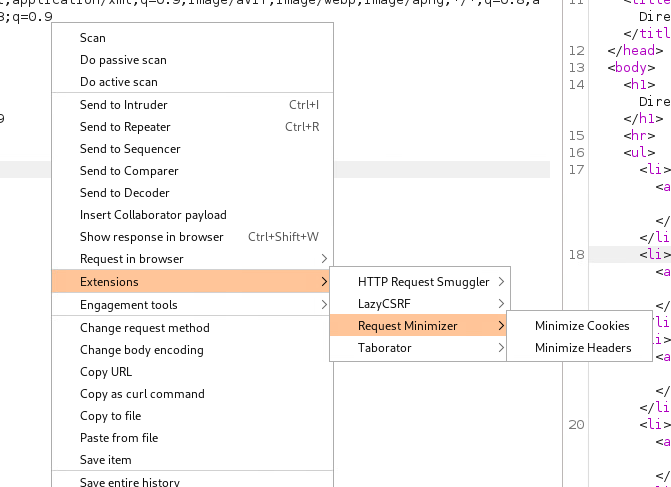 t,application/xml;q=0.9,image/avif,image/webp,image/apng,*/*;q=0.8,a
3;q=0.9
9
Scan
Do passive scan
Do active scan
Send to Intruder Ctrl+I
Send to Repeater Ctrl+R
Send to Sequencer
Send to Comparer
Send to Decoder
Insert Collaborator payload
Show response in browser Ctrl+Shift+W
Request in browser
Extensions
Engagement tools
Change request method
Change body encoding
Copy URL
Copy as curl command
Copy to file
Paste from file
Save item
Save entire history
HTTP Request Smuggler
LazyCSRF
Request Minimizer
Taborator
Minimize Cookies
Minimize Headers
11 <title
Dire
</titl
12 </head>
13 <body>
14 <h1>
Dire
</h1>
15 <hr>
16 <ul>
17 <li>
<a
</
</li
18 <li>
<a
</
li
i>
<a
</
</li
20 <li>
<a
</
</li